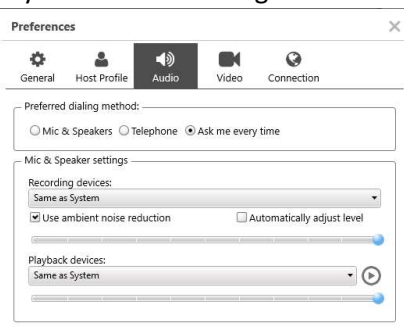 Preferences
General Host Profile Audio Video Connection
Preferred dialing method:
Mic & Speakers Telephone Ask me every time
Mic & Speaker settings
Recording devices:
Same as System
Use ambient noise reduction Automatically adjust level
Playback devices:
Same as System